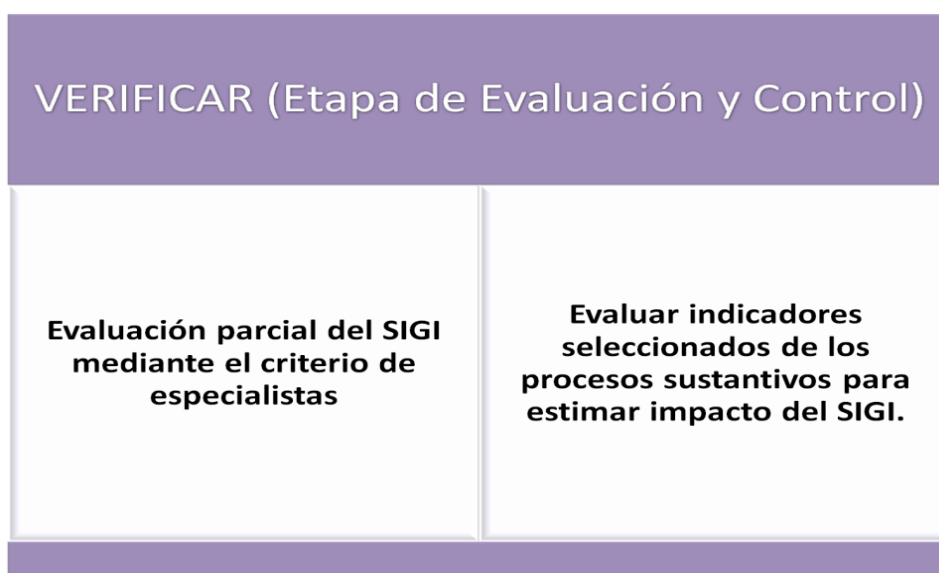 VERIFICAR (Etapa de Evaluación y Control)
Evaluación parcial del SIGI
mediante el criterio de
especialistas
Evaluar indicadores
seleccionados de los
procesos sustantivos para
estimar impacto del SIGI.